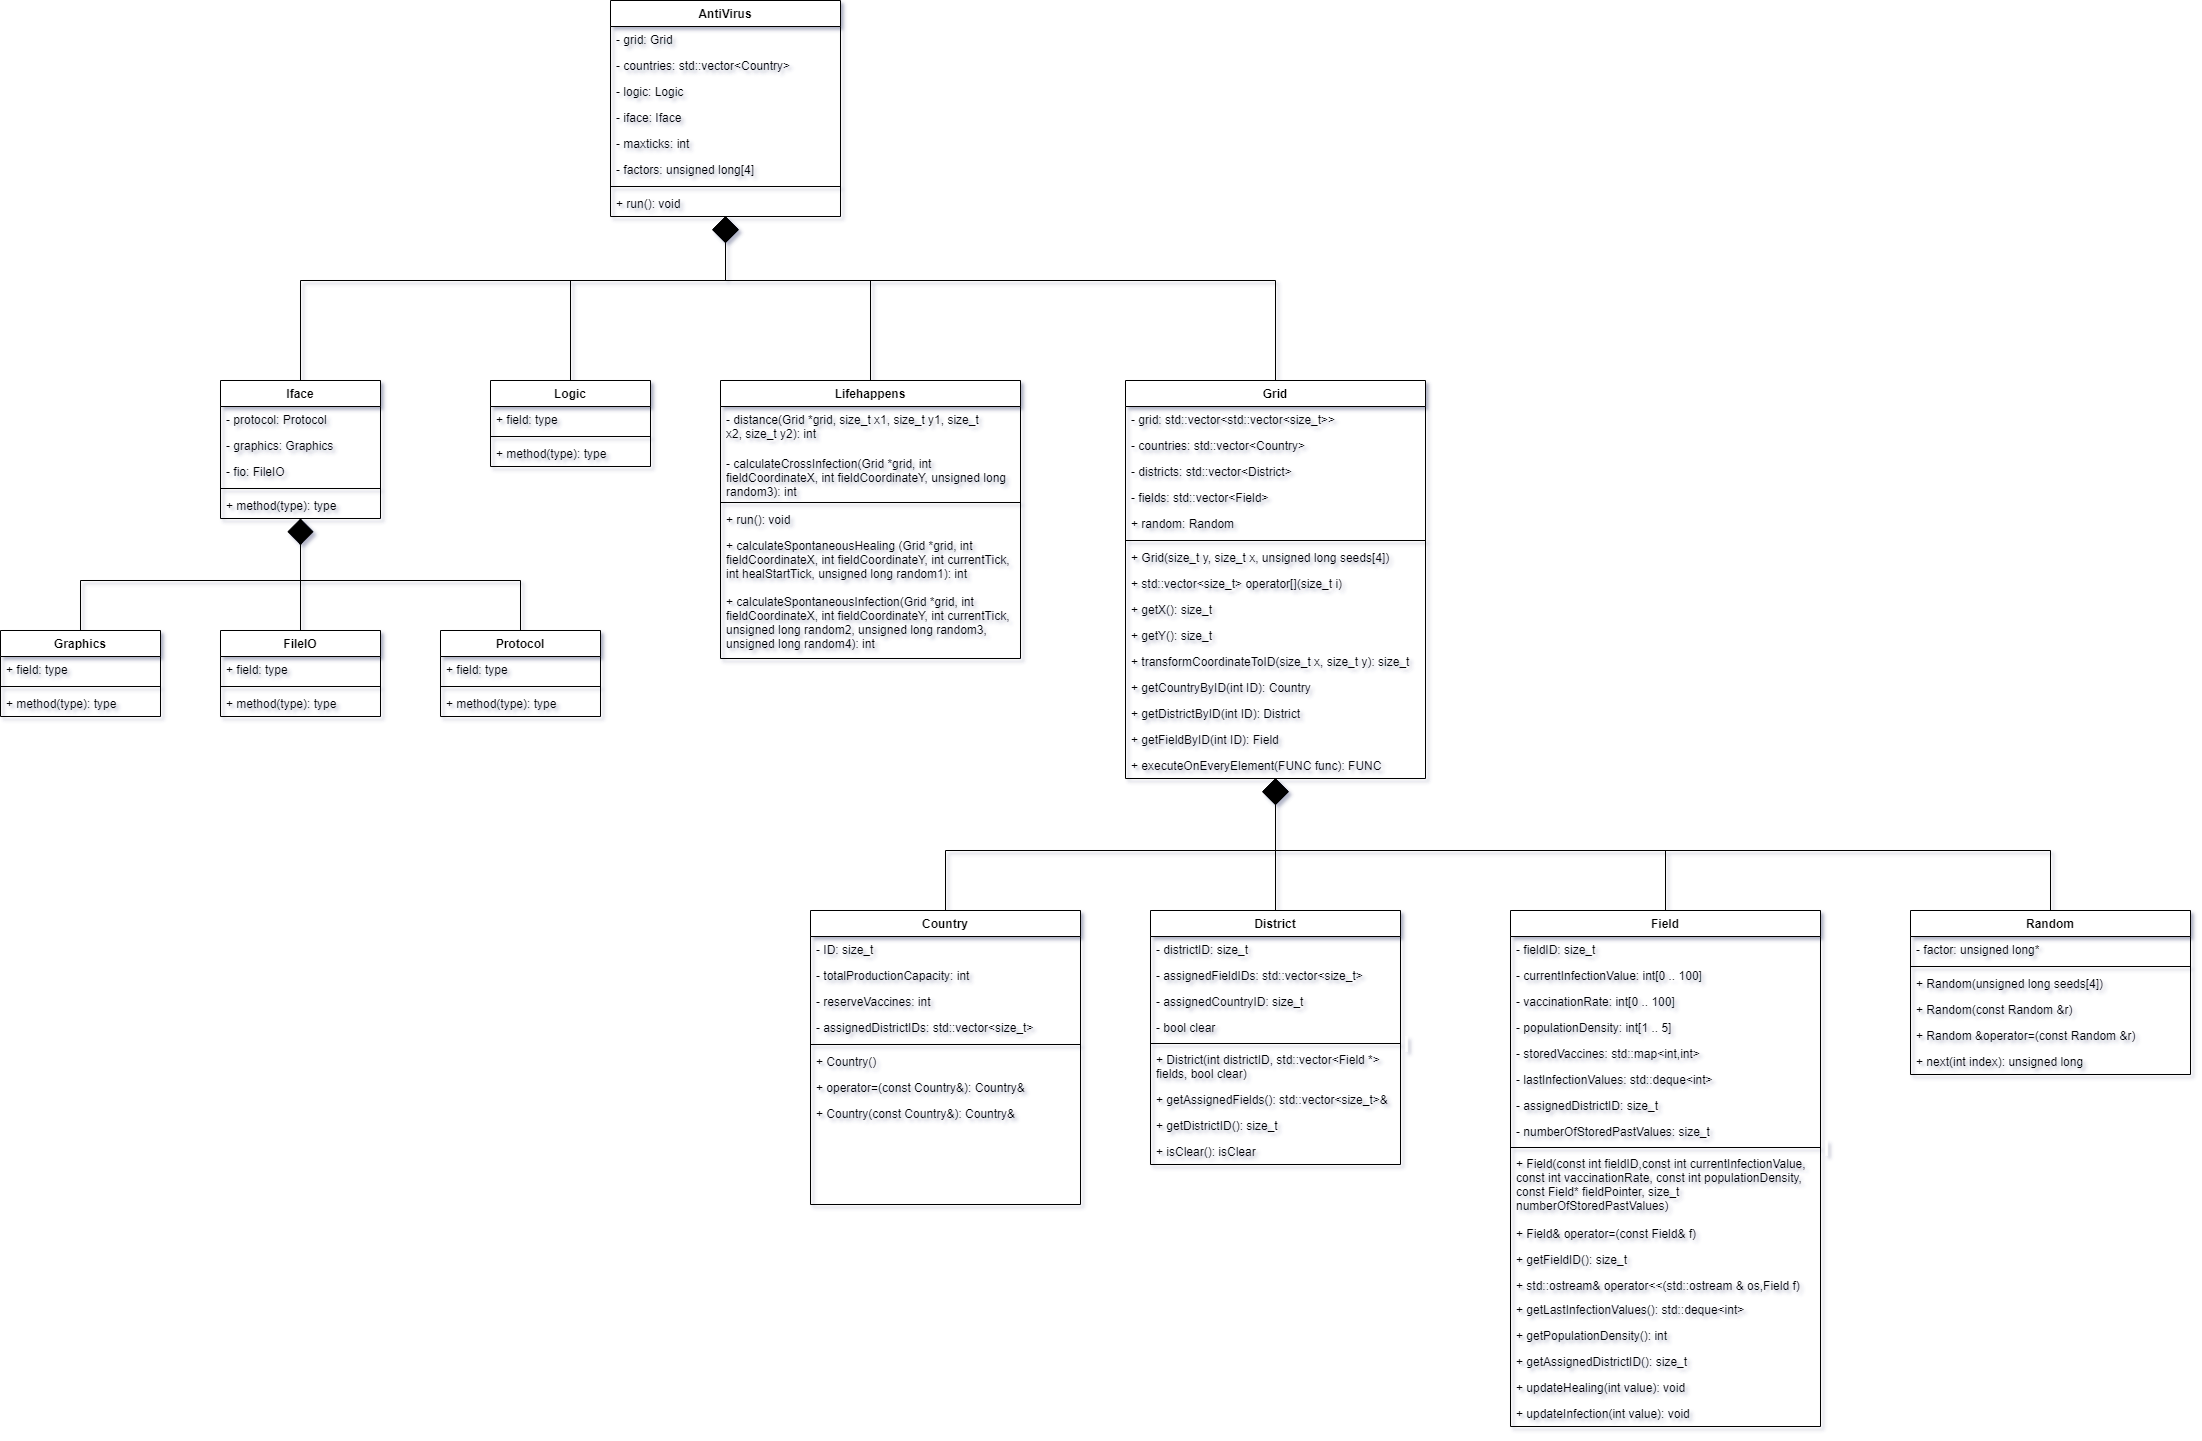 AntiVirus
- grid: Grid
- countries: std::vector<Country>
- logic: Logic
- iface: Iface
- maxticks: int
- factors: unsigned long[4]
+ run(): void
Iface
- protocol: Protocol
- graphics: Graphics
- fio: FileIO
+ method(type): type
Logic
+ field: type
+ method(type): type
Lifehappens
- distance(Grid *grid, size_t x1, size_t y1, size_t
x2, size_t y2): int
- calculateCrossInfection(Grid *grid, int
fieldCoordinateX, int fieldCoordinateY, unsigned long
random3): int
+ run(): void
+ calculateSpontaneousHealing (Grid *grid, int
fieldCoordinateX, int fieldCoordinateY, int currentTick,
int healStartTick, unsigned long random1): int
+ calculateSpontaneousInfection(Grid *grid, int
fieldCoordinateX, int fieldCoordinateY, int currentTick,
unsigned long random2, unsigned long random3,
unsigned long random4): int
Grid
- grid: std::vector<std::vector<size_t>>
- countries: std::vector<Country>
- districts: std::vector<District>
- fields: std::vector<Field>
+ random: Random
+ Grid(size_t y, size_t x, unsigned long seeds[4])
+ std::vector<size_t> operator[](size_t i)
+ getX(): size_t
+ getY(): size_t
+ transformCoordinateToID(size_t x, size_t y): size_t
+ getCountryByID(int ID): Country
+ getDistrictByID(int ID): District
+ getFieldByID(int ID): Field
+ executeOnEveryElement(FUNC func): FUNC
Graphics
+ field: type
+ method(type): type
FileIO
+ field: type
+ method(type): type
Protocol
+ field: type
+ method(type): type
Country
- ID: size_t
- totalProductionCapacity: int
- reserveVaccines: int
- assignedDistrictIDs: std::vector<size_t>
+ Country()
+ operator=(const Country&): Country&
+ Country(const Country&): Country&
District
- districtID: size_t
- assignedFieldIDs: std::vector<size_t>
- assignedCountryID: size_t
- bool clear
+ District(int districtID, std::vector<Field *>
fields, bool clear)
+ getAssignedFields(): std::vector<size_t>&
+ getDistrictID(): size_t
+ isClear(): isClear
Field
- fieldID: size_t
- currentInfectionValue: int[0 .. 100]
- vaccinationRate: int[0 .. 100]
- populationDensity: int[1 .. 5]
- storedVaccines: std::map<int,int>
- lastInfectionValues: std::deque<int>
- assignedDistrictID: size_t
- numberOfStoredPastValues: size_t
+ Field(const int fieldID,const int currentInfectionValue,
const int vaccinationRate, const int populationDensity,
const Field* fieldPointer, size_t
numberOfStoredPastValues)
+ Field& operator=(const Field& f)
+ getFieldID(): size_t
+ std::ostream& operator<<(std::ostream & os,Field f)
+ getLastInfectionValues(): std::deque<int>
+ getPopulationDensity(): int
+ getAssignedDistrictID(): size_t
+ updateHealing(int value): void
+ updateInfection(int value): void
Random
- factor: unsigned long*
+ Random(unsigned long seeds[4])
+ Random(const Random &r)
+ Random &operator=(const Random &r)
+ next(int index): unsigned long